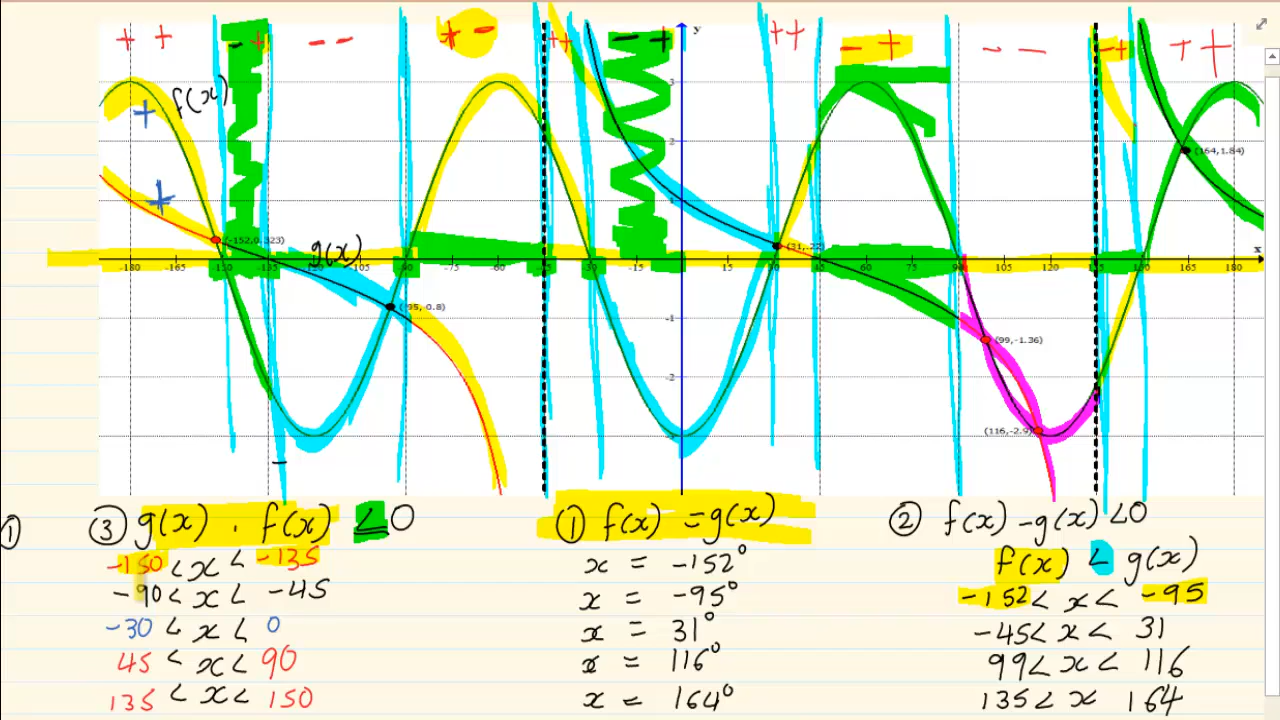 + + - + - - + - + + - + + + - + - - - + + +
y
3
f(x)
+
2
(164,1.84)
+
1
(-152,0.323)
g(x)
(31,.22)
x
-180 -165 -150 -135 -120 -105 -90 -75 -60 -45 -30 -15 15 30 45 60 75 90 105 120 135 150 165 180
(-95,-0.8)
-1
(99,-1.36)
-2
(116,-2.9)
-
① ③ g(x) . f(x) < 0 ① f(x) = g(x) ② f(x) - g(x) < 0
-150 < x < -135 x = -152° f(x) < g(x)
-90 < x < -45 x = -95° -152 < x < -95
-30 < x < 0 x = 31° -45 < x < 31
45 < x < 90 x = 116° 99 < x < 116
135 < x < 150 x = 164° 135 < x < 164